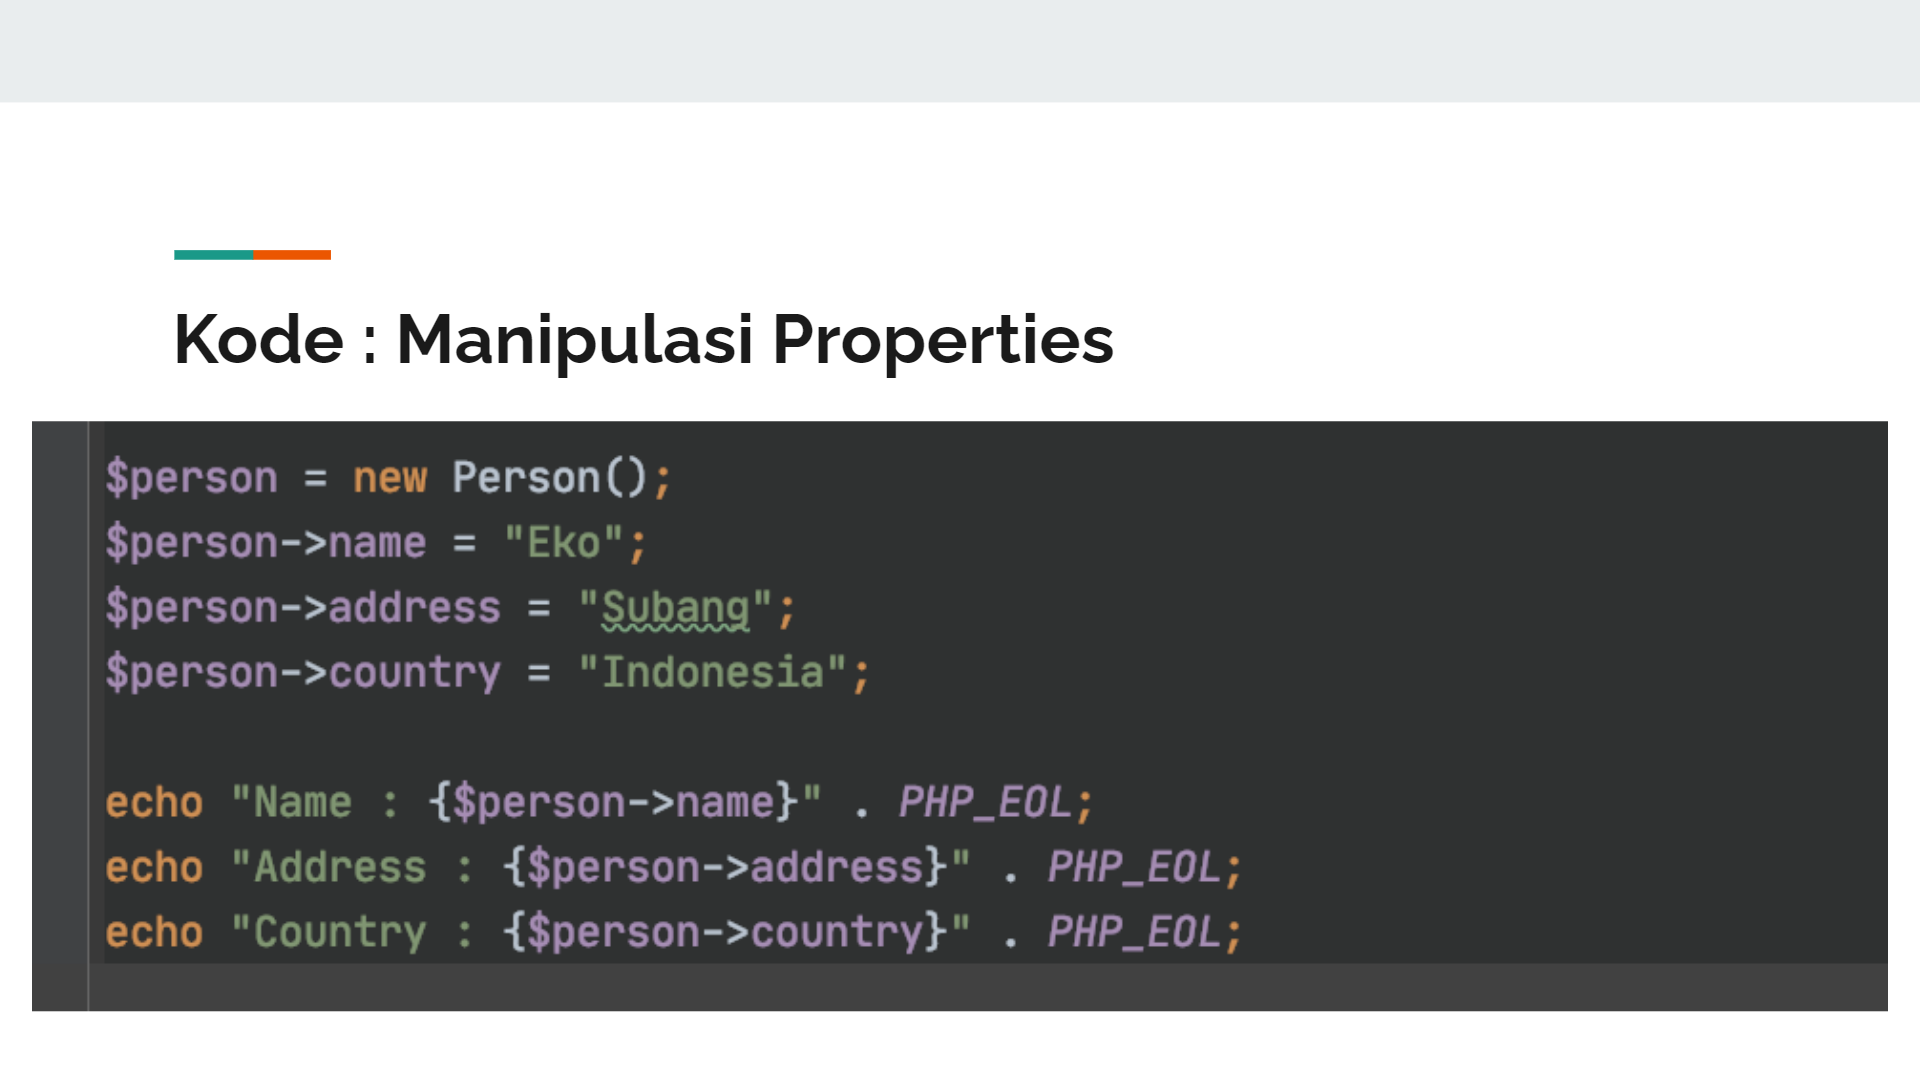 Kode : Manipulasi Properties
$person = new Person();
$person->name = "Eko";
$person->address = "Subang";
$person->country = "Indonesia";
echo "Name : {$person->name}" . PHP_EOL;
echo "Address : {$person->address}" . PHP_EOL;
echo "Country : {$person->country}" . PHP_EOL;